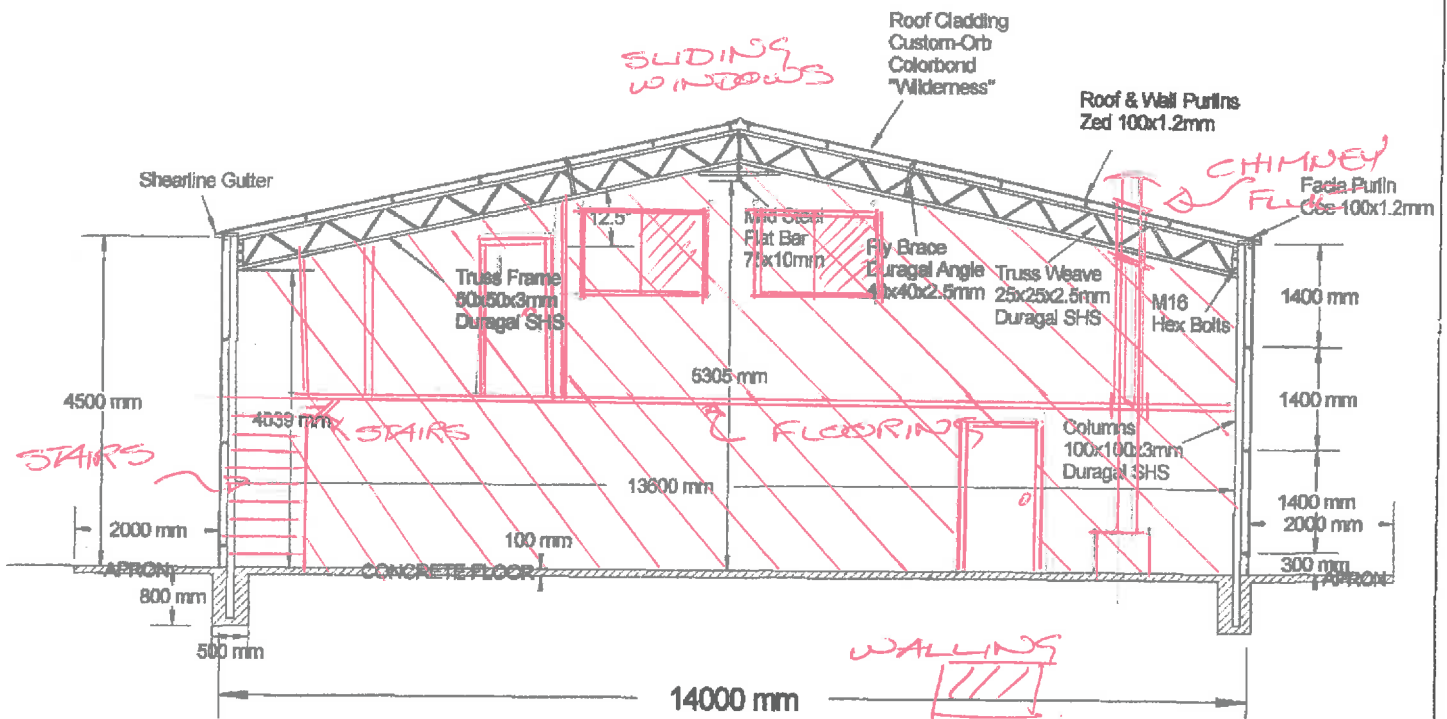 Roof Cladding
Custom-Orb
Colorbond
"Wilderness"
SLIDING
WINDOWS
Roof & Wall Purlins
Zed 100x1.2mm
CHIMNEY
FLUE
Shearline Gutter
Facia Purlin
Cee 100x1.2mm
12.5°
Mild Steel
Flat Bar
75x10mm
Fly Brace
Duragal Angle
40x40x2.5mm
Truss Frame
50x50x3mm
Duragal SHS
Truss Weave
25x25x2.5mm
Duragal SHS
M16
Hex Bolts
1400 mm
4500 mm
5305 mm
1400 mm
4039 mm
STAIRS
FLOORING
Columns
100x100x3mm
Duragal SHS
STAIRS
13600 mm
1400 mm
2000 mm
2000 mm
100 mm
300 mm
APRON
CONCRETE FLOOR
APRON
800 mm
500 mm
WALLING
14000 mm